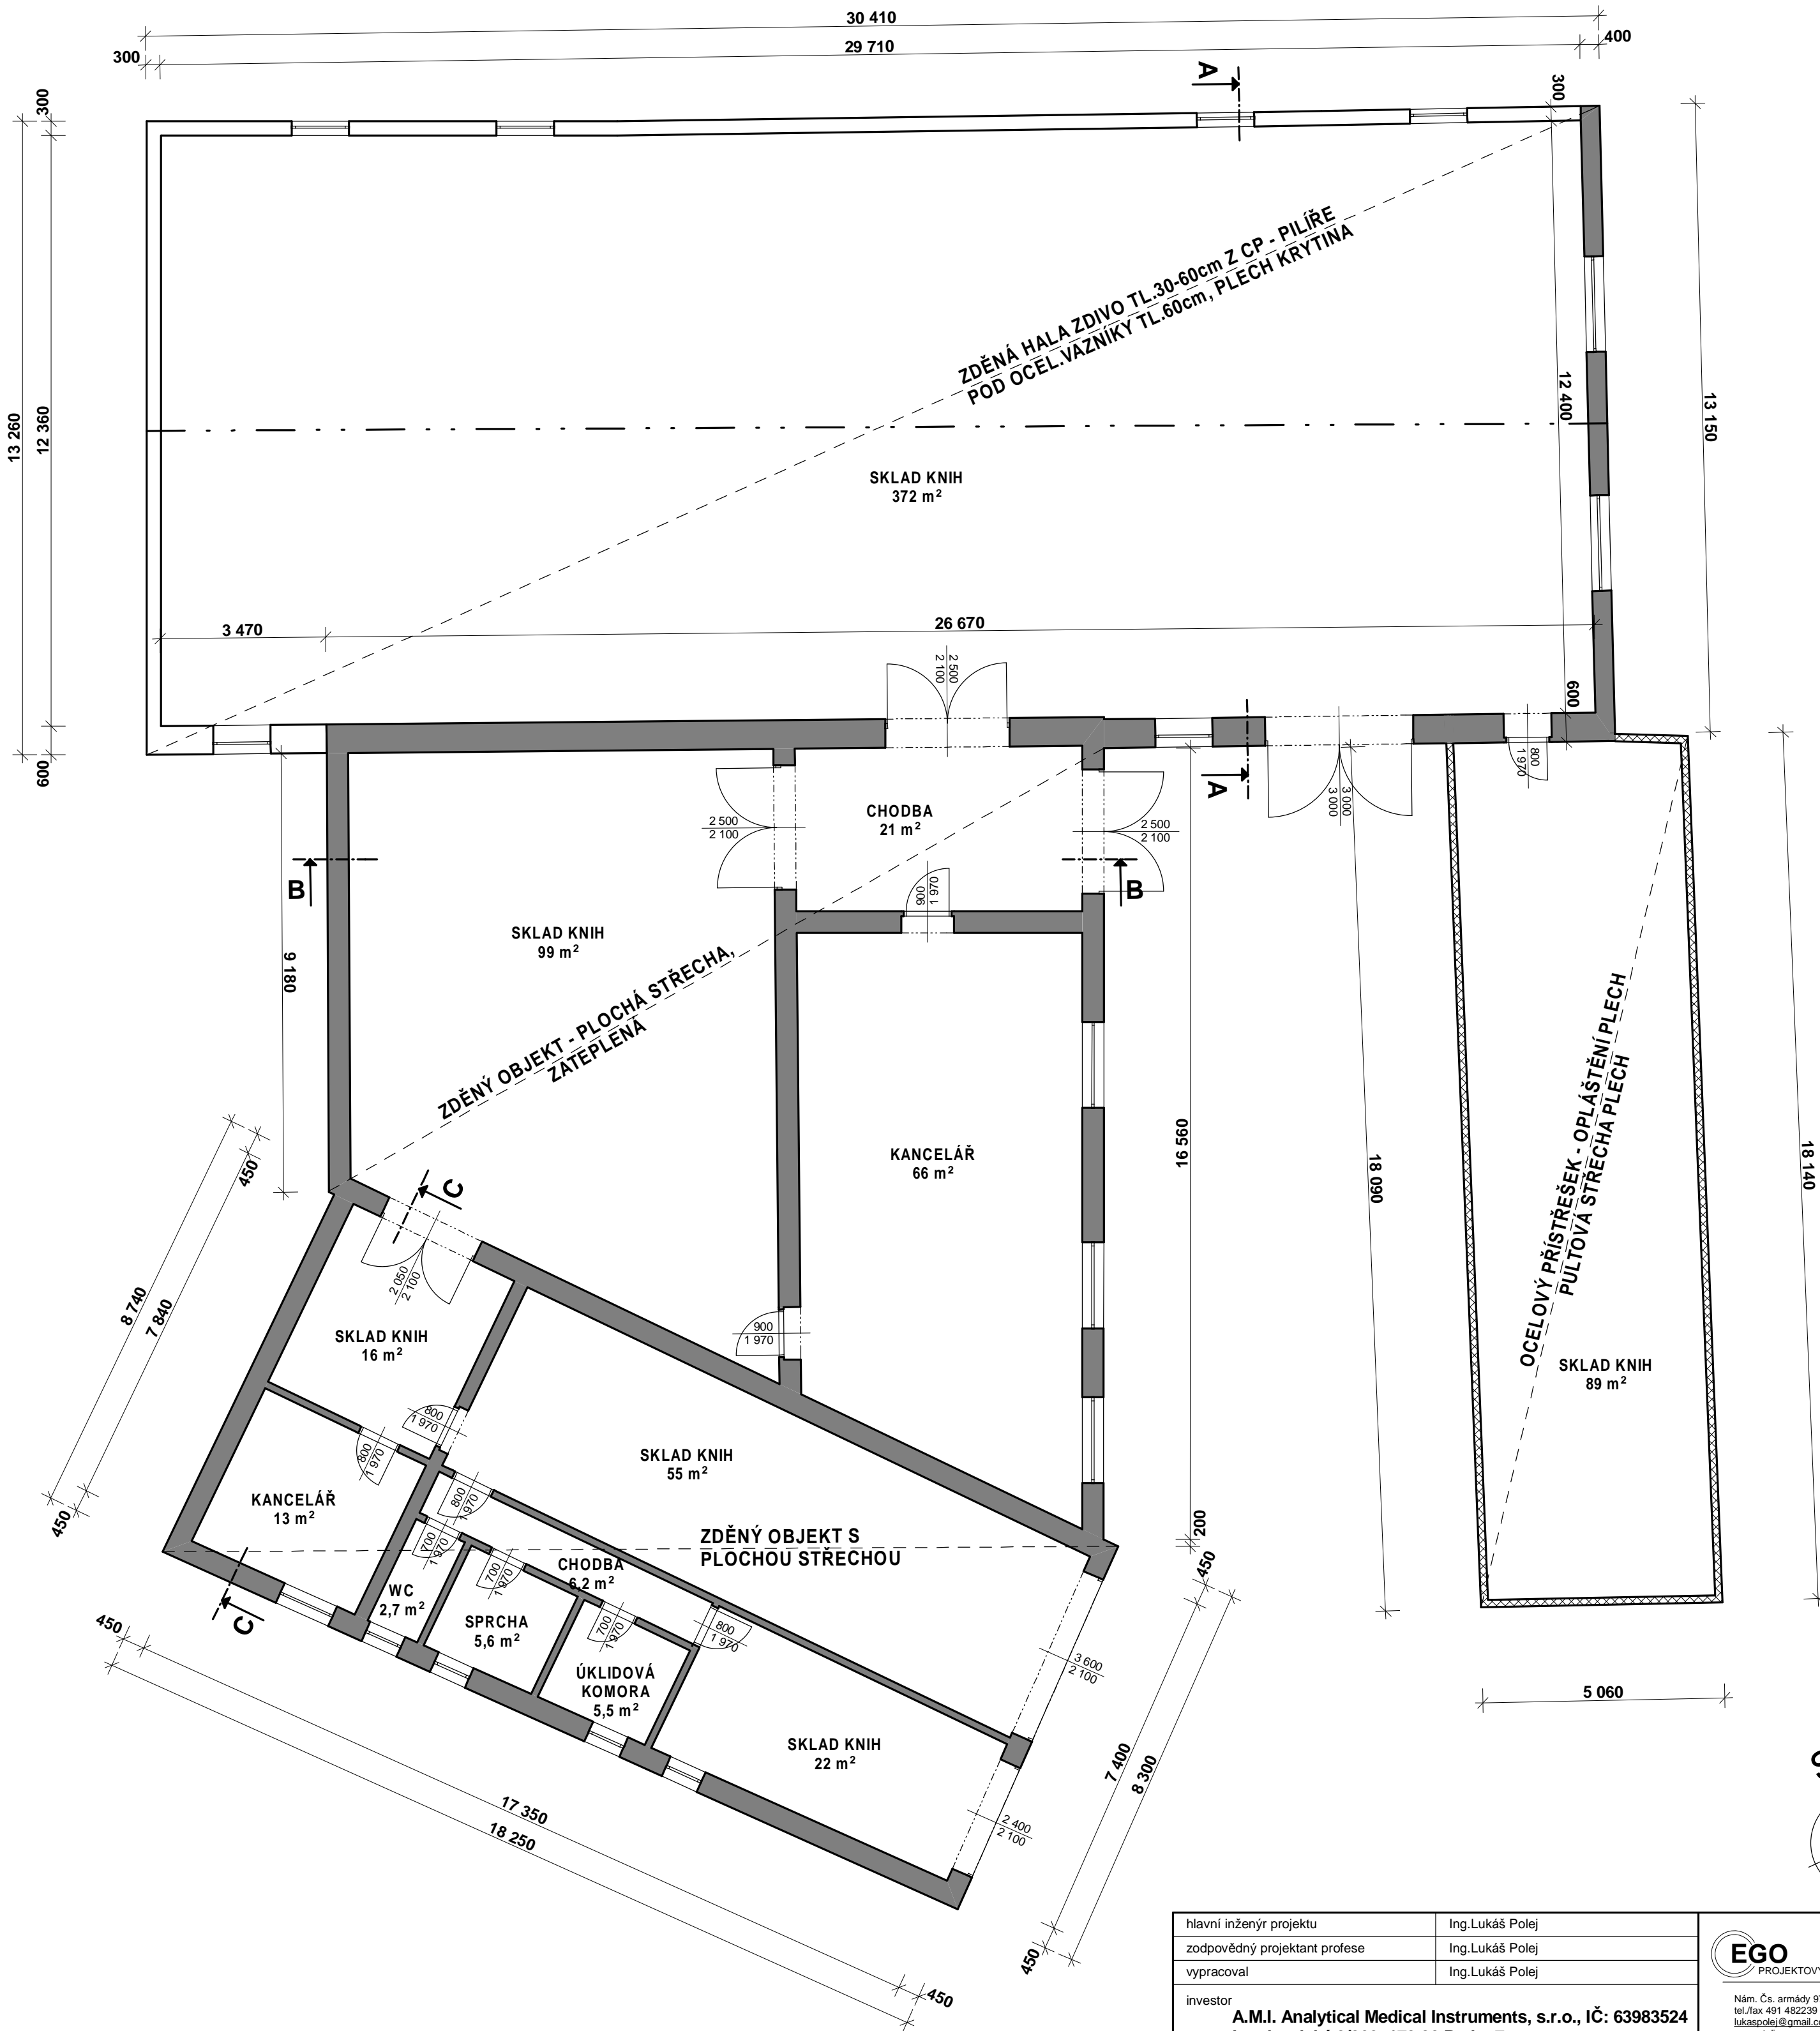 30 410
29 710
300
400
A
300
300
13 260
12 360
600
ZDĚNÁ HALA ZDIVO TL.30-60cm Z CP - PILÍŘE
POD OCEL.VAZNÍKY TL.60cm, PLECH KRYTINA
12 400
13 150
SKLAD KNIH
372 m²
3 470
26 670
2 500
2 100
600
A
3 000
3 000
800
1 970
CHODBA
21 m²
2 500
2 100
2 500
2 100
B
B
900
1 970
SKLAD KNIH
99 m²
9 180
ZDĚNÝ OBJEKT - PLOCHÁ STŘECHA,
ZATEPLENÁ
KANCELÁŘ
66 m²
16 560
18 090
18 140
OCELOVÝ PŘÍSTŘEŠEK - OPLÁŠTĚNÍ PLECH
PULTOVÁ STŘECHA PLECH
SKLAD KNIH
89 m²
5 060
C
450
8 740
7 840
450
2 050
2 100
900
1 970
SKLAD KNIH
16 m²
800
1 970
800
1 970
SKLAD KNIH
55 m²
KANCELÁŘ
13 m²
800
1 970
700
1 970
ZDĚNÝ OBJEKT S
PLOCHOU STŘECHOU
200
450
CHODBA
6,2 m²
700
1 970
WC
2,7 m²
SPRCHA
5,6 m²
700
1 970
800
1 970
C
450
ÚKLIDOVÁ
KOMORA
5,5 m²
3 600
2 100
SKLAD KNIH
22 m²
7 400
8 300
2 400
2 100
17 350
18 250
450
450
hlavní inženýr projektu Ing.Lukáš Polej
zodpovědný projektant profese Ing.Lukáš Polej
vypracoval Ing.Lukáš Polej
investor
A.M.I. Analytical Medical Instruments, s.r.o., IČ: 63983524
EGO
PROJEKTOV
Nám. Čs. armády
tel./fax 491 482239
lukaspolej@gmail.c